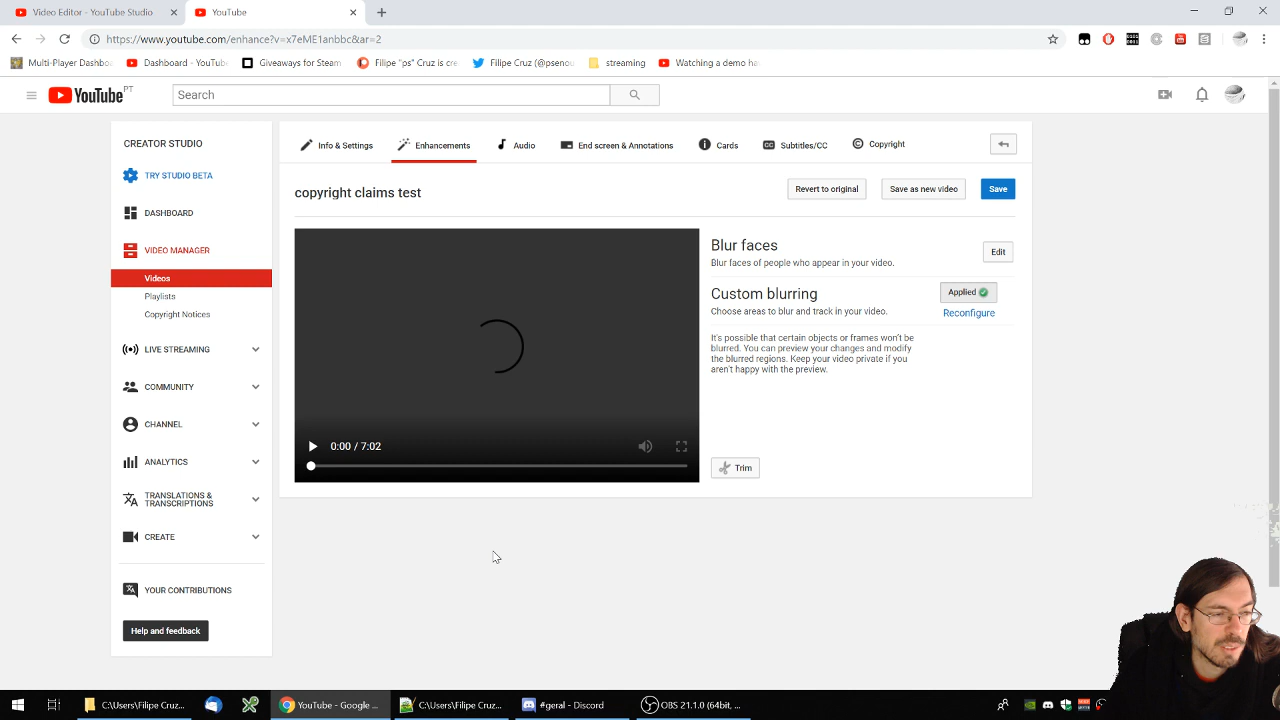 Video Editor - YouTube Studio
YouTube
https://www.youtube.com/enhance?v=x7eME1anbbc&ar=2
Multi-Player Dashbo
Dashboard - YouTub
Giveaways for Steam
Filipe "ps" Cruz is cre
Filipe Cruz (@psenou
streaming
Watching a demo ha
YouTube PT
Search
CREATOR STUDIO
TRY STUDIO BETA
DASHBOARD
VIDEO MANAGER
Videos
Playlists
Copyright Notices
LIVE STREAMING
COMMUNITY
CHANNEL
ANALYTICS
TRANSLATIONS &
TRANSCRIPTIONS
CREATE
YOUR CONTRIBUTIONS
Help and feedback
Info & Settings
Enhancements
Audio
End screen & Annotations
Cards
CC Subtitles/CC
Copyright
copyright claims test
Revert to original
Save as new video
Save
0:00 / 7:02
Blur faces
Blur faces of people who appear in your video.
Edit
Custom blurring
Choose areas to blur and track in your video.
Applied
Reconfigure
It's possible that certain objects or frames won't be
blurred. You can preview your changes and modify
the blurred regions. Keep your video private if you
aren't happy with the preview.
Trim
C:\Users\Filipe Cruz...
YouTube - Google ...
C:\Users\Filipe Cruz...
#geral - Discord
OBS 21.1.0 (64bit, ...